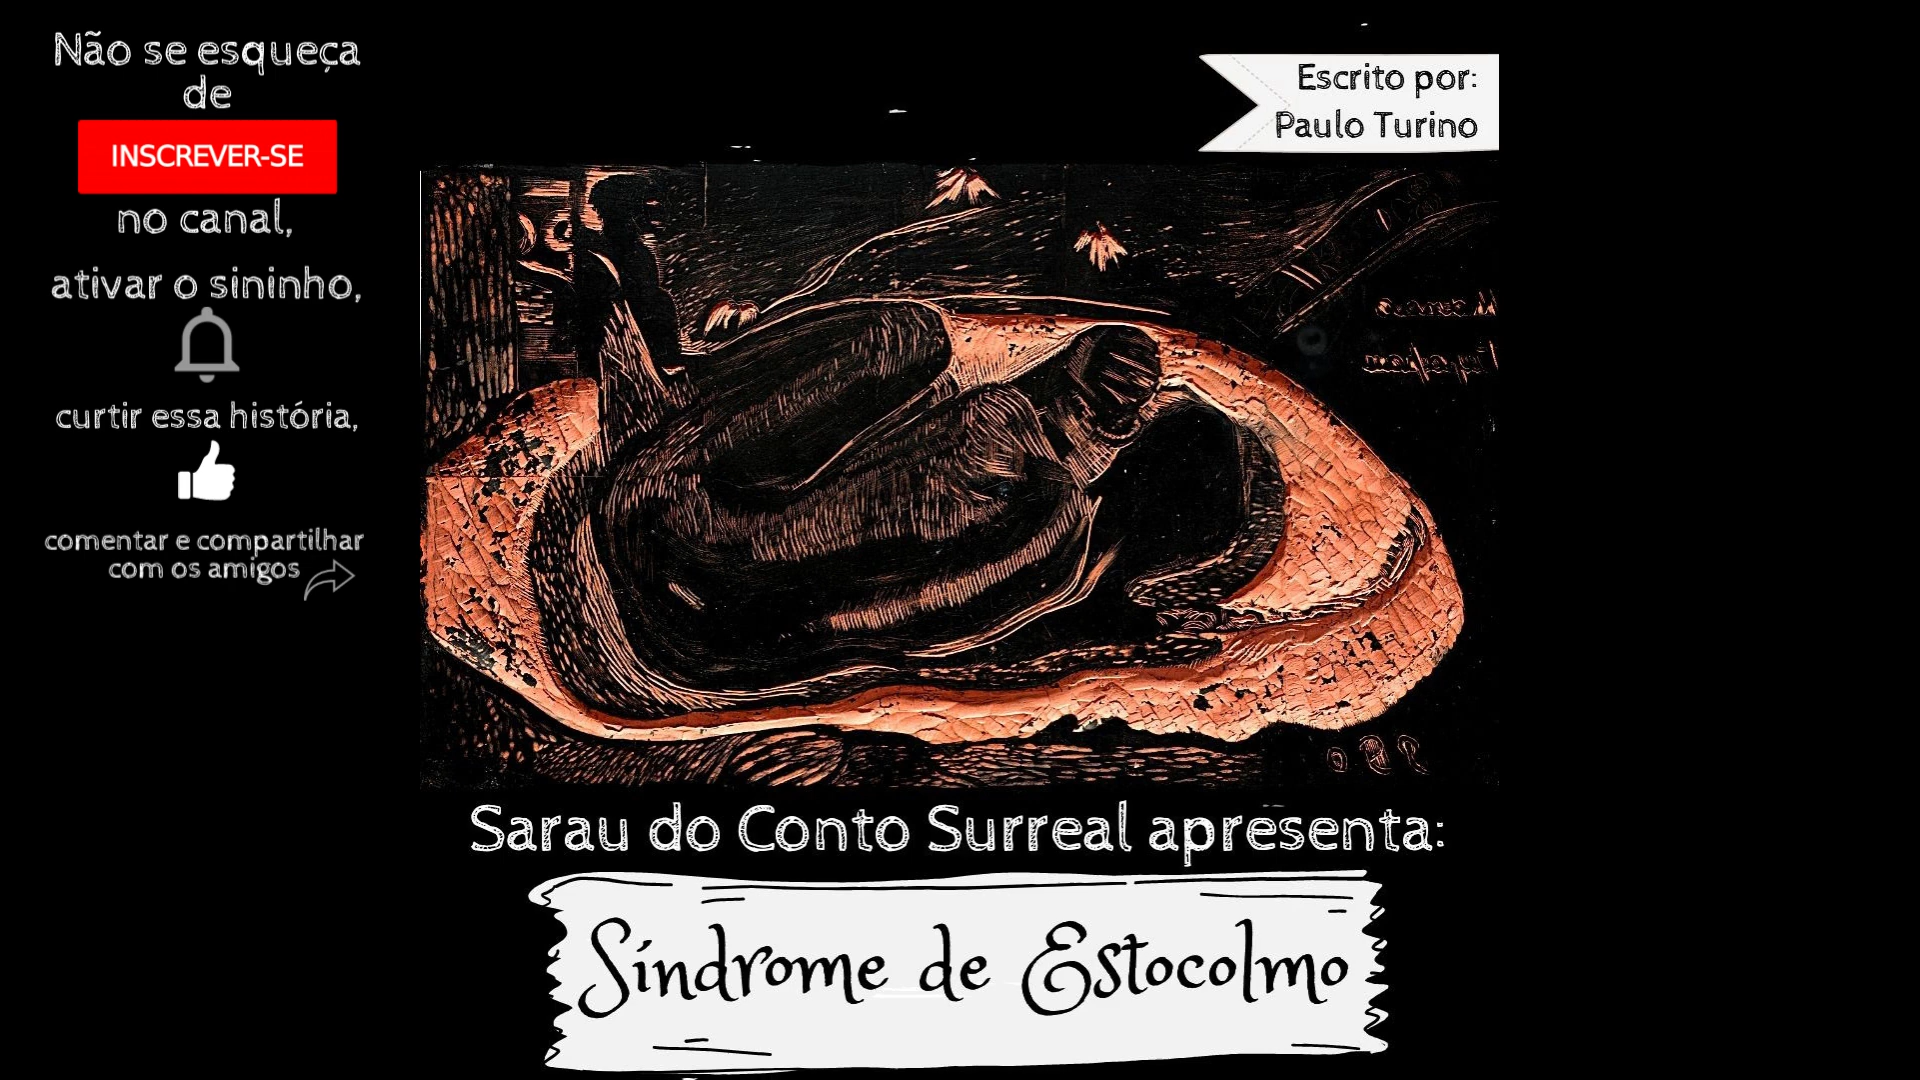 Não se esqueça
de
INSCREVER-SE
no canal,
ativar o sininho,
curtir essa história,
comentar e compartilhar
com os amigos
Escrito por:
Paulo Turino
Sarau do Conto Surreal apresenta:
Síndrome de Estocolmo